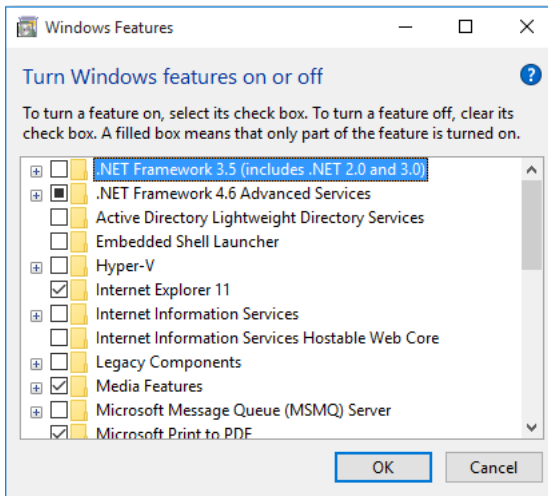 Windows Features
Turn Windows features on or off
To turn a feature on, select its check box. To turn a feature off, clear its
check box. A filled box means that only part of the feature is turned on.
.NET Framework 3.5 (includes .NET 2.0 and 3.0)
.NET Framework 4.6 Advanced Services
Active Directory Lightweight Directory Services
Embedded Shell Launcher
Hyper-V
Internet Explorer 11
Internet Information Services
Internet Information Services Hostable Web Core
Legacy Components
Media Features
Microsoft Message Queue (MSMQ) Server
Microsoft Print to PDF
OK Cancel